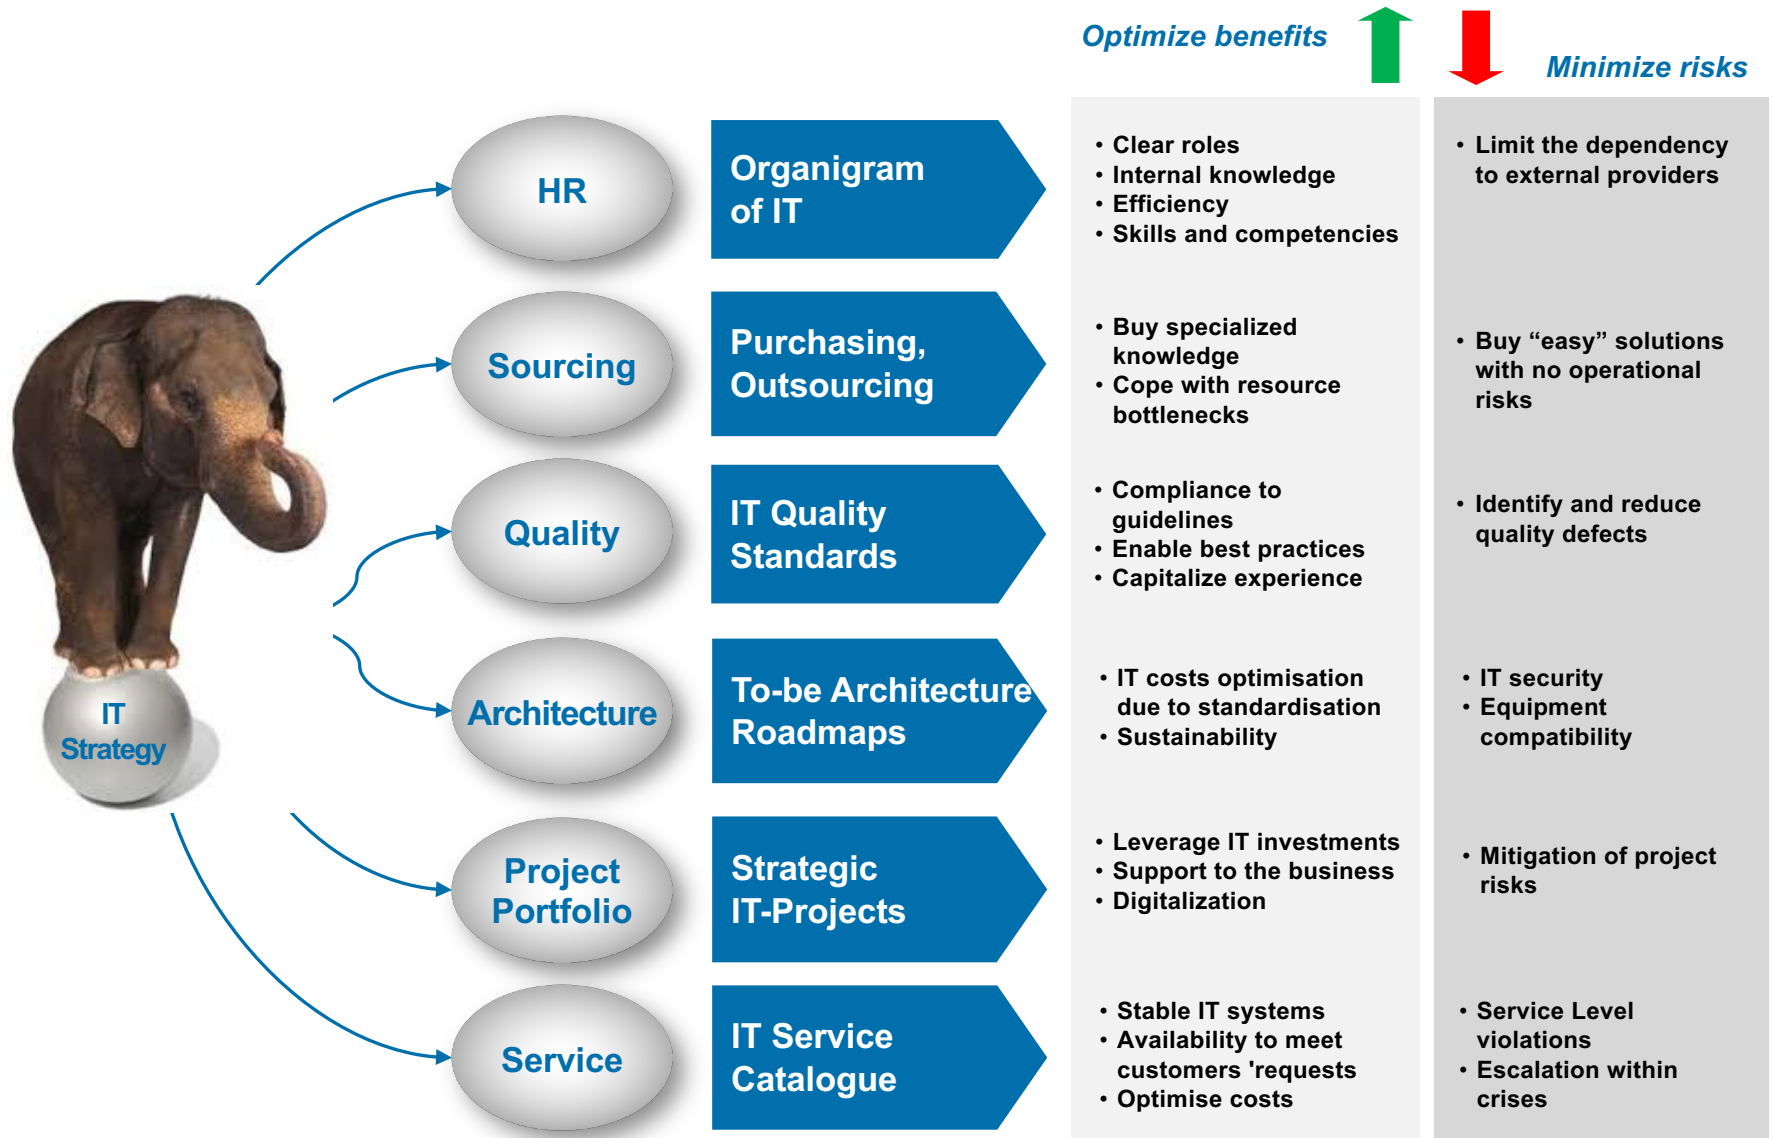 Optimize benefits
Minimize risks
HR
Organigram
of IT
• Clear roles
• Internal knowledge
• Efficiency
• Skills and competencies
• Limit the dependency
to external providers
Sourcing
Purchasing,
Outsourcing
• Buy specialized
knowledge
• Cope with resource
bottlenecks
• Buy “easy” solutions
with no operational
risks
Quality
IT Quality
Standards
• Compliance to
guidelines
• Enable best practices
• Capitalize experience
• Identify and reduce
quality defects
IT
Strategy
Architecture
To-be Architecture
Roadmaps
• IT costs optimisation
due to standardisation
• Sustainability
• IT security
• Equipment
compatibility
Project
Portfolio
Strategic
IT-Projects
• Leverage IT investments
• Support to the business
• Digitalization
• Mitigation of project
risks
Service
IT Service
Catalogue
• Stable IT systems
• Availability to meet
customers 'requests
• Optimise costs
• Service Level
violations
• Escalation within
crises